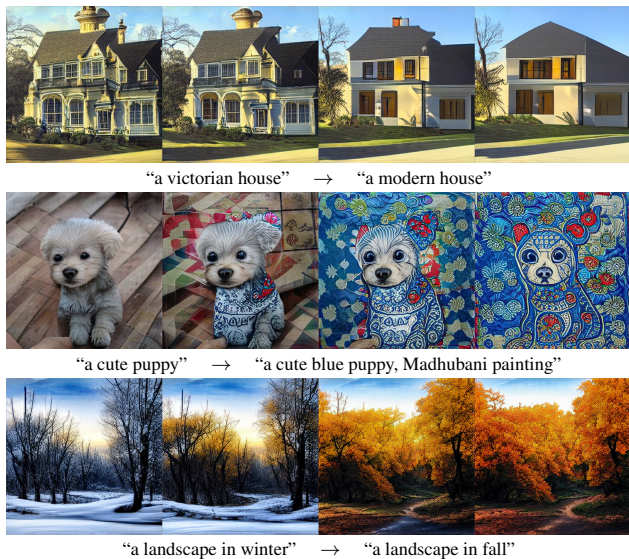 “a victorian house” → “a modern house”
“a cute puppy” → “a cute blue puppy, Madhubani painting”
“a landscape in winter” → “a landscape in fall”